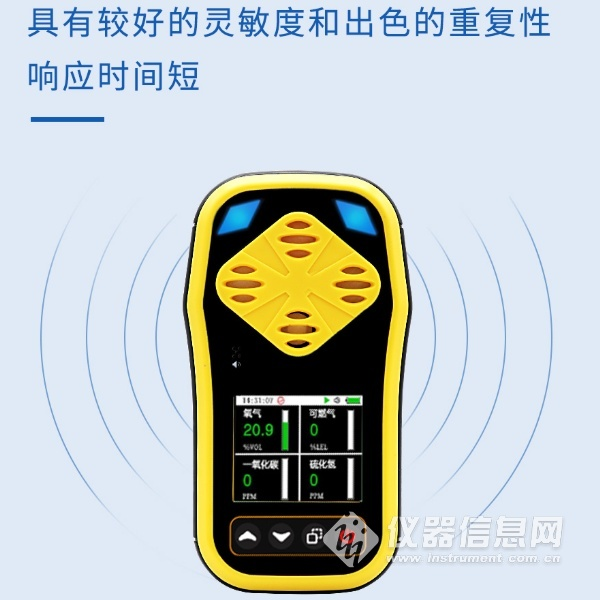 具有较好的灵敏度和出色的重复性
响应时间短
14:31:07
氧气
可燃气
20.9
0
%VOL
%LEL
一氧化碳
硫化氢
0
0
PPM
PPM
仪器信息网
www.instrument.com.cn